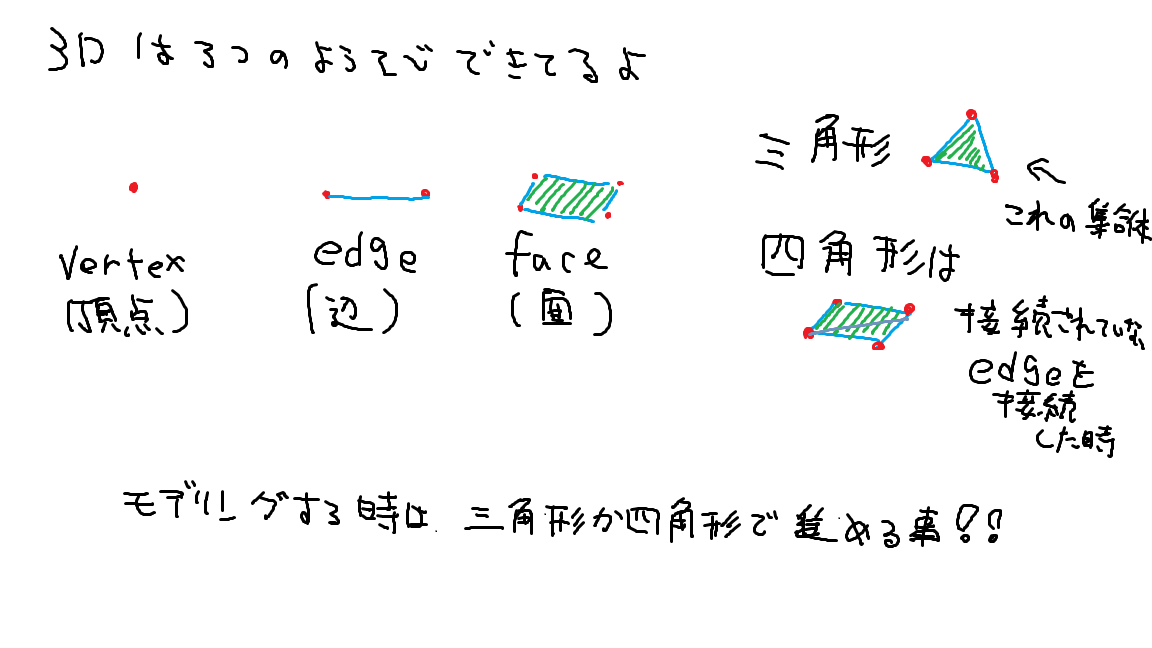 3Dは3つのようそでできてるよ
vertex
(頂点)
edge
(辺)
face
(面)
三角形
これの集合体
四角形は
接続されていない
edgeを
接続
した時
モデリングする時は三角形か四角形で進める事!!